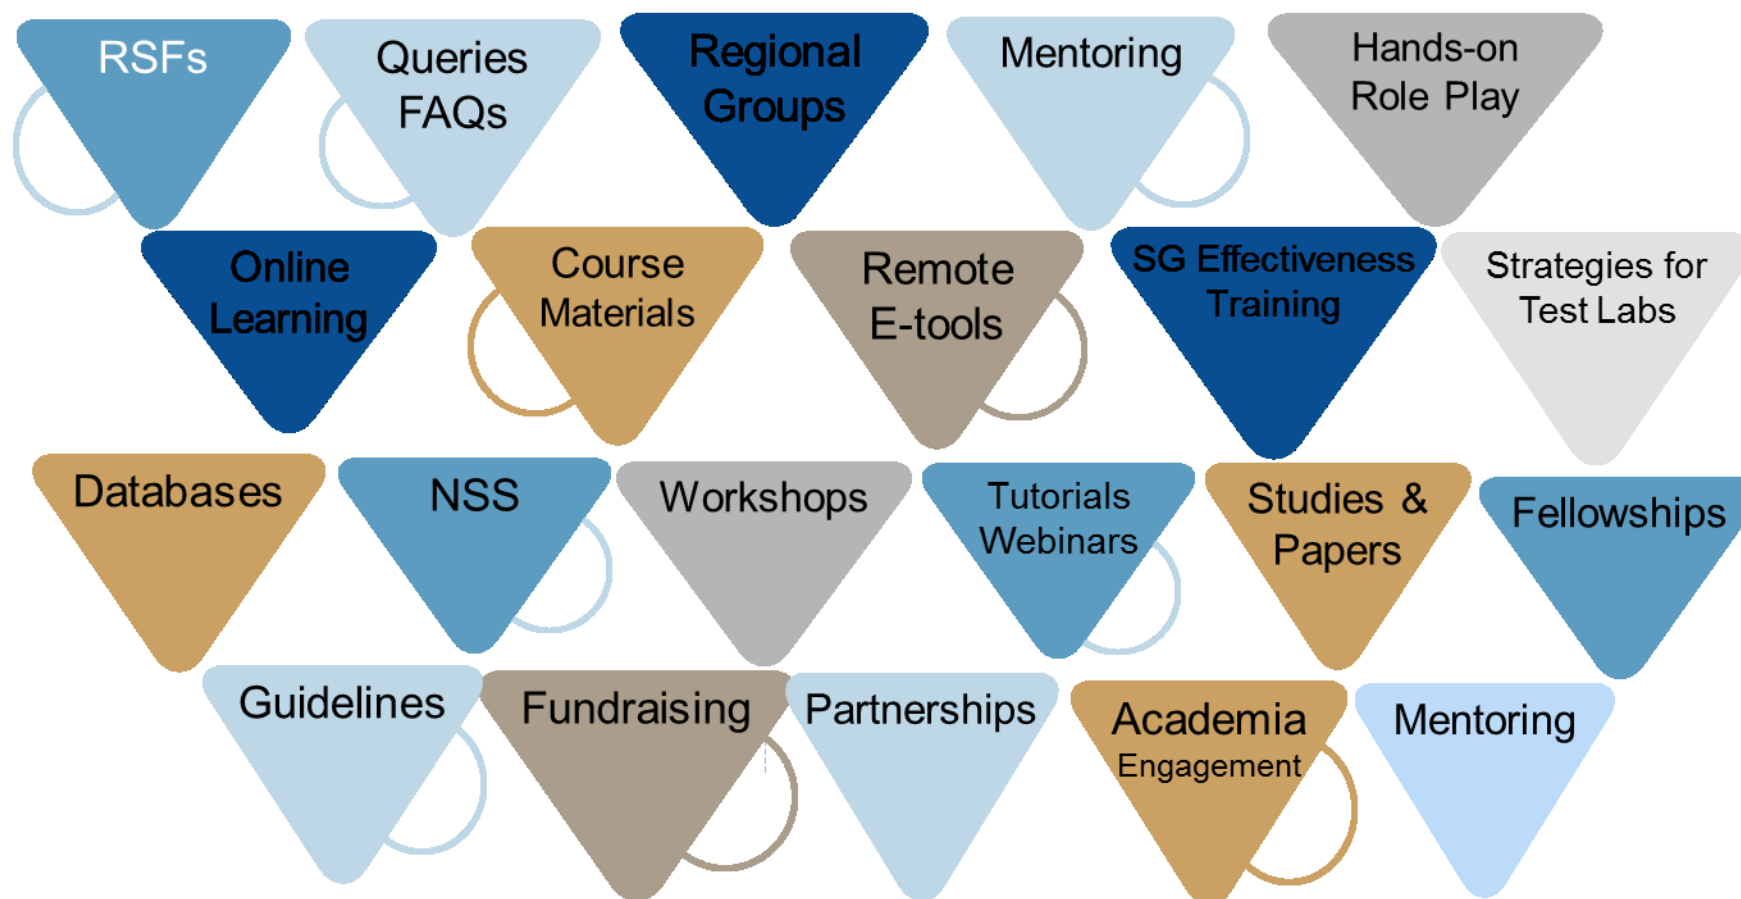 RSFs
Queries
FAQs
Regional
Groups
Mentoring
Hands-on
Role Play
Online
Learning
Course
Materials
Remote
E-tools
SG Effectiveness
Training
Strategies for
Test Labs
Databases
NSS
Workshops
Tutorials
Webinars
Studies &
Papers
Fellowships
Guidelines
Fundraising
Partnerships
Academia
Engagement
Mentoring